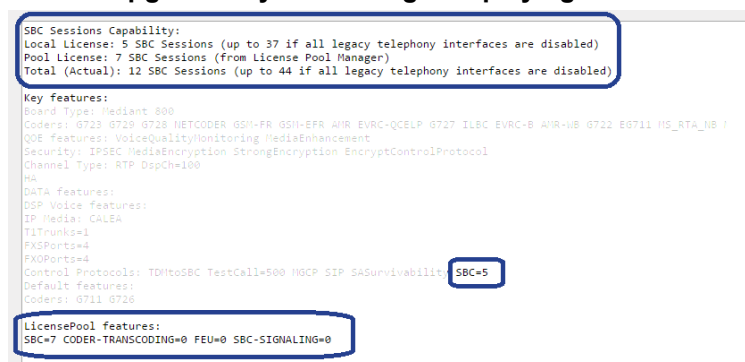 SBC Sessions Capability:
Local License: 5 SBC Sessions (up to 37 if all legacy telephony interfaces are disabled)
Pool License: 7 SBC Sessions (from License Pool Manager)
Total (Actual): 12 SBC Sessions (up to 44 if all legacy telephony interfaces are disabled)
Key features:
Board Type: Mediant 800
Coders: G723 G729 G728 NETCODER GSM-FR GSM-EFR AMR EVRC-QCELP G727 ILBC EVRC-B AMR-WB G722 EG711 MS_RTA_NB
QOE features: VoiceQualityMonitoring MediaEnhancement
Security: IPSEC MediaEncryption StrongEncryption EncryptControlProtocol
Channel Type: RTP DspCh=100
HA
DATA features:
DSP Voice features:
IP Media: CALEA
T1Trunks=1
FXSPorts=4
FXOPorts=4
Control Protocols: TDMtoSBC TestCall=500 MGCP SIP SASurvivability SBC=5
Default features:
Coders: G711 G726
LicensePool features:
SBC=7 CODER-TRANSCODING=0 FEU=0 SBC-SIGNALING=0